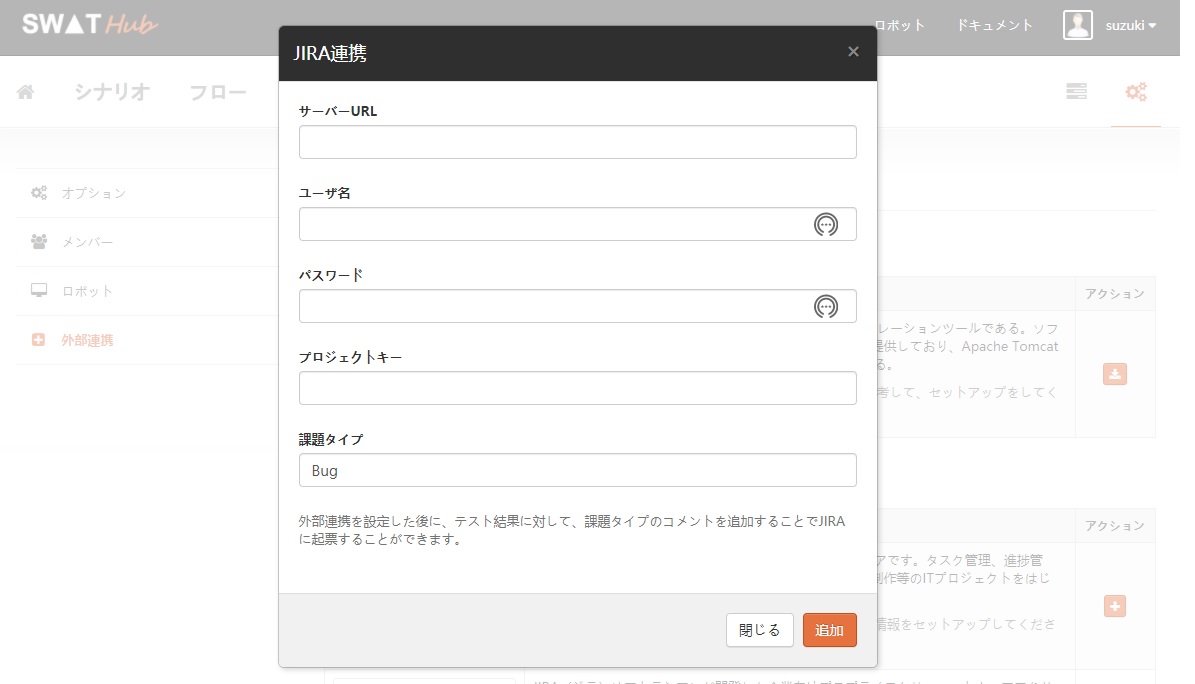 SWAT Hub
ロボット
ドキュメント
suzuki
シナリオ
フロー
オプション
メンバー
ロボット
外部連携
JIRA連携
×
サーバーURL
ユーザ名
パスワード
プロジェクトキー
課題タイプ
Bug
外部連携を設定した後に、テスト結果に対して、課題タイプのコメントを追加することでJIRA
に起票することができます。
閉じる
追加
アクション
レーションツールである。ソフ
提供しており、Apache Tomcat
る。
考して、セットアップをしてく
アクション
アです。タスク管理、進捗管
制作等のITプロジェクトをはじ
情報をセットアップしてくださ